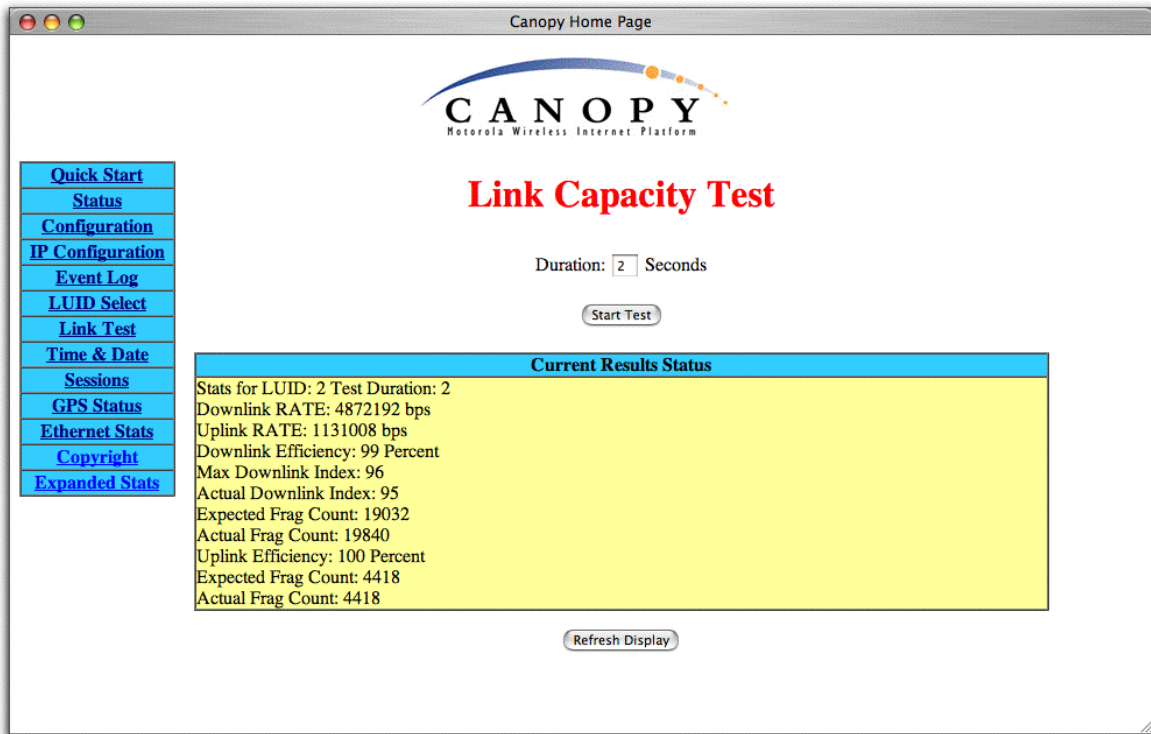 Canopy Home Page
CANOPY
Motorola Wireless Internet Platform
Quick Start
Status
Configuration
IP Configuration
Event Log
LUID Select
Link Test
Time & Date
Sessions
GPS Status
Ethernet Stats
Copyright
Expanded Stats
Link Capacity Test
Duration: 2 Seconds
Start Test
Current Results Status
Stats for LUID: 2 Test Duration: 2
Downlink RATE: 4872192 bps
Uplink RATE: 1131008 bps
Downlink Efficiency: 99 Percent
Max Downlink Index: 96
Actual Downlink Index: 95
Expected Frag Count: 19032
Actual Frag Count: 19840
Uplink Efficiency: 100 Percent
Expected Frag Count: 4418
Actual Frag Count: 4418
Refresh Display